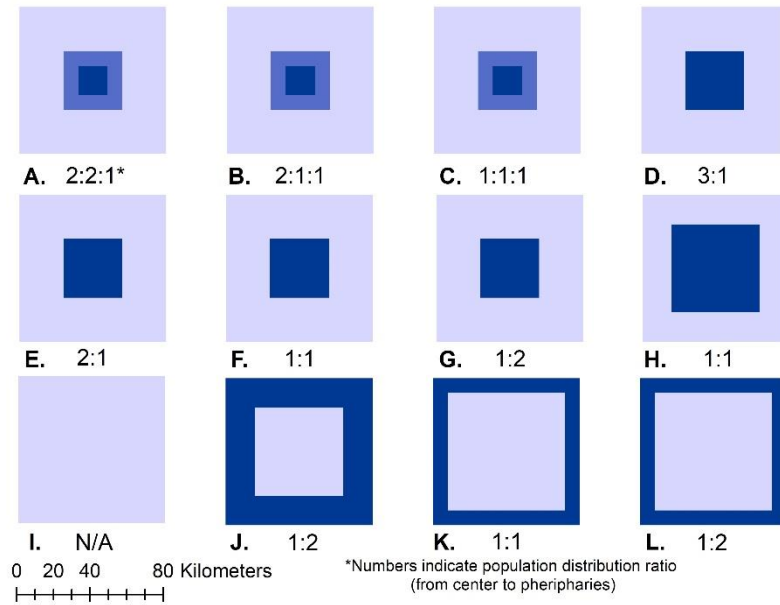 A. 2:2:1*
B. 2:1:1
C. 1:1:1
D. 3:1
E. 2:1
F. 1:1
G. 1:2
H. 1:1
I. N/A
J. 1:2
K. 1:1
L. 1:2
0 20 40 80 Kilometers
*Numbers indicate population distribution ratio
(from center to pheripharies)